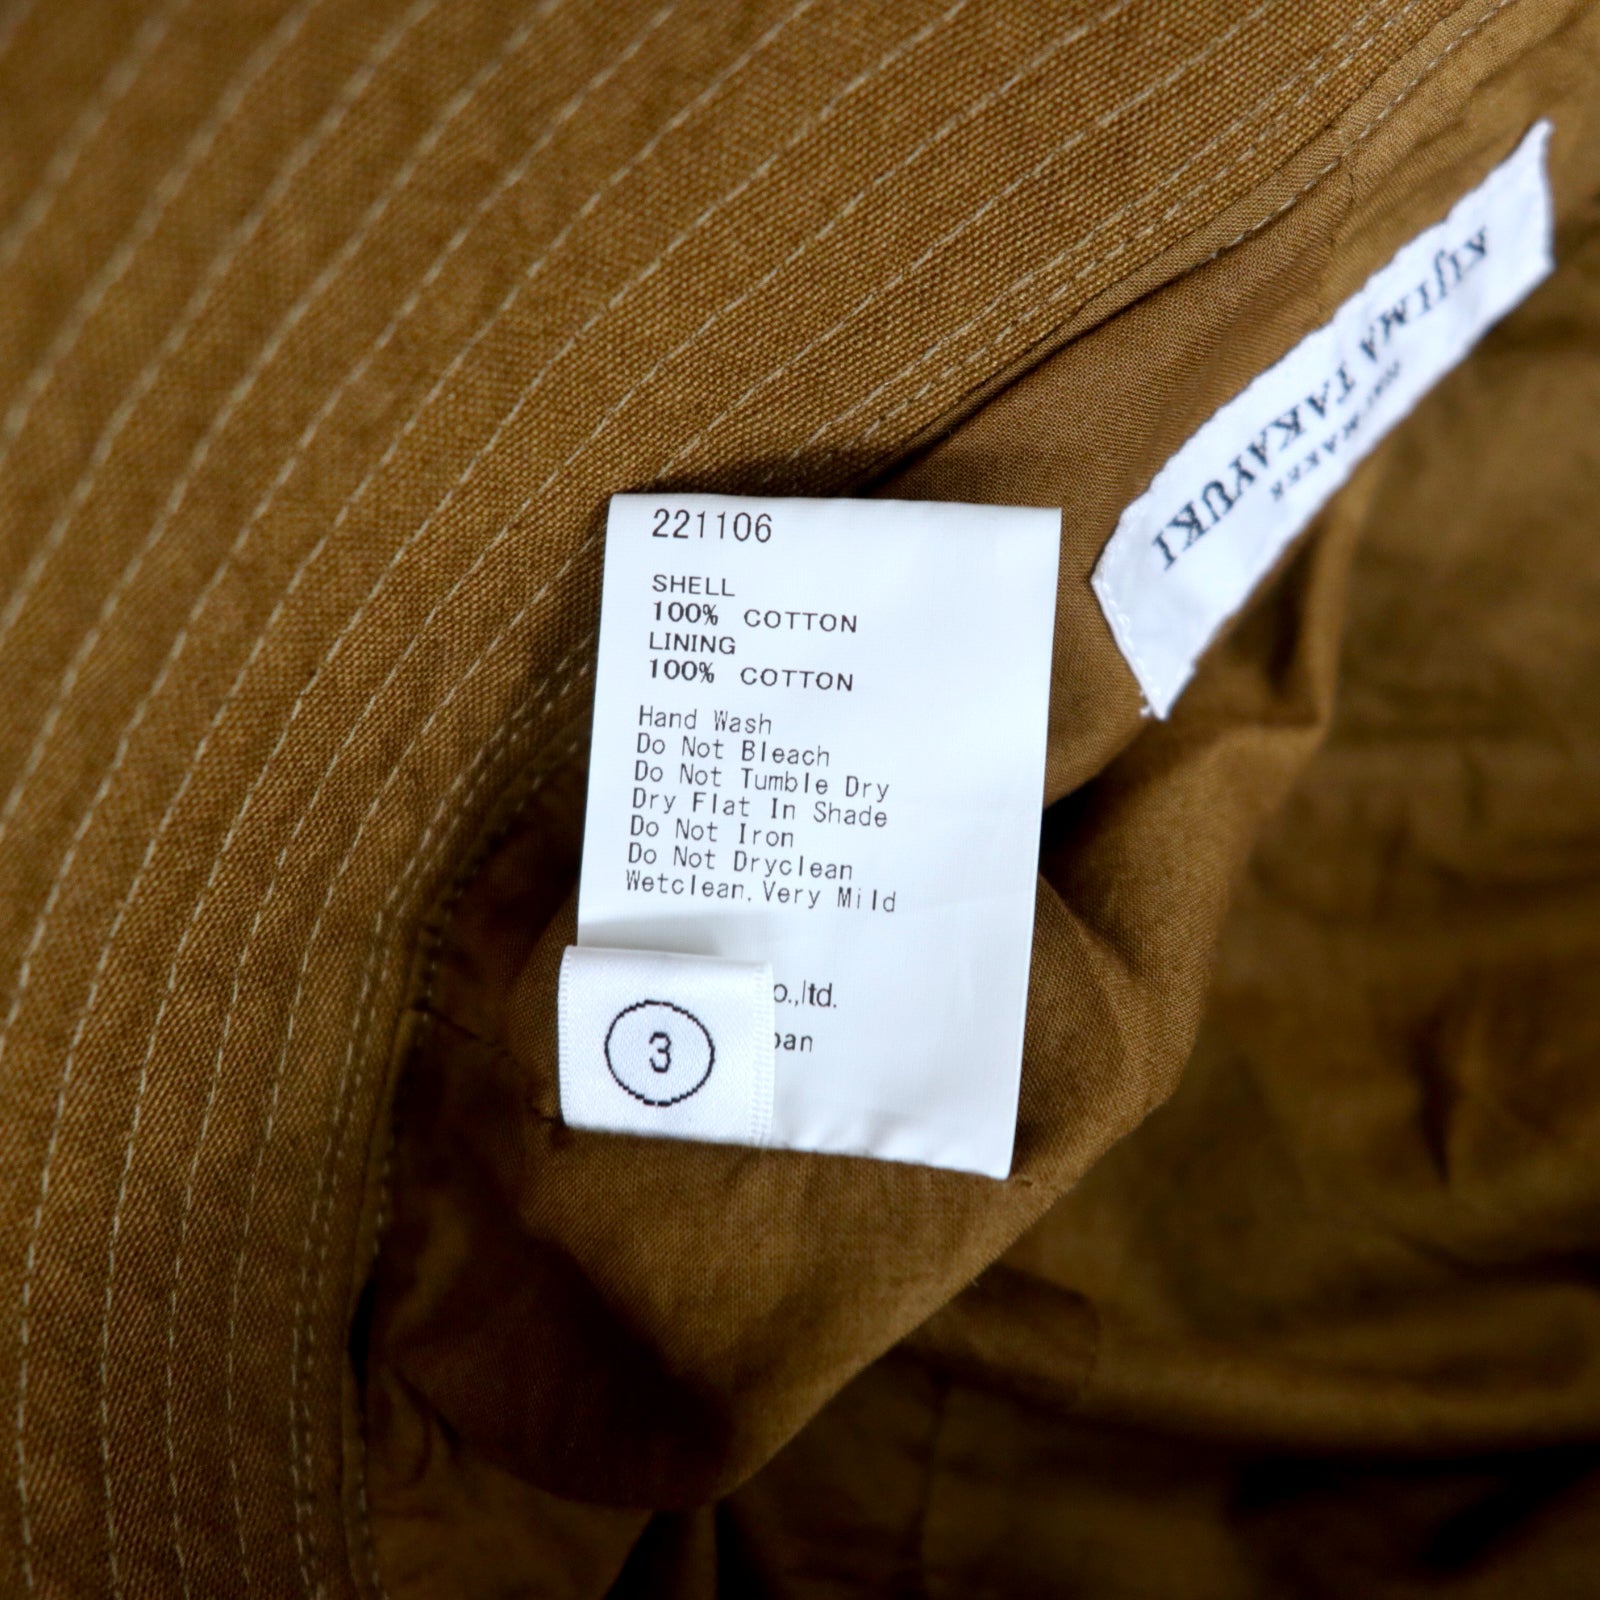 221106
SHELL
100% COTTON
LINING
100% COTTON
Hand Wash
Do Not Bleach
Do Not Tumble Dry
Dry Flat In Shade
Do Not Iron
Do Not Dryclean
Wetclean. Very Mild
o.,ltd.
pan
3
KIJIMA TAKAYUKI